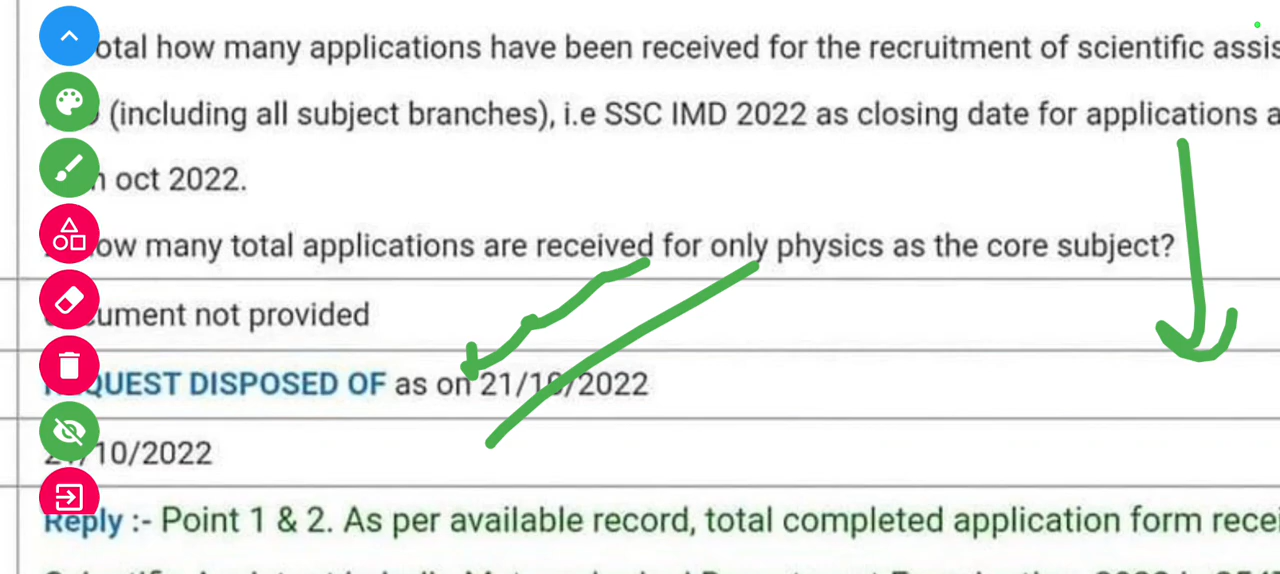 otal how many applications have been received for the recruitment of scientific assis
(including all subject branches), i.e SSC IMD 2022 as closing date for applications a
oct 2022.
ow many total applications are received for only physics as the core subject?
ument not provided
QUEST DISPOSED OF as on 21/10/2022
/10/2022
Reply :- Point 1 & 2. As per available record, total completed application form recei